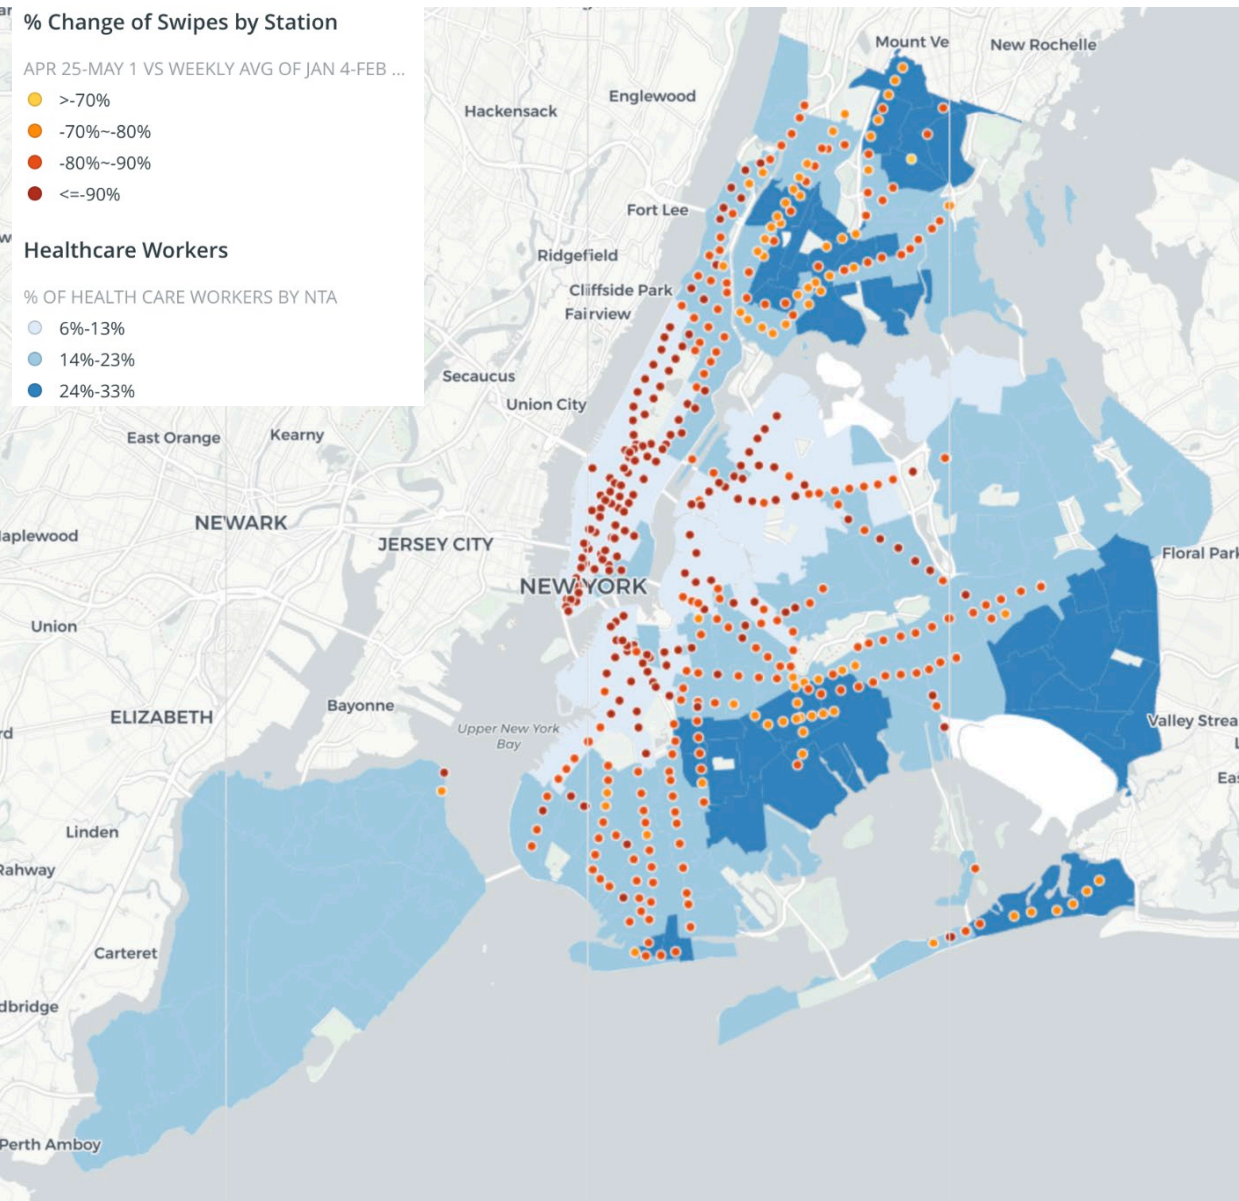 % Change of Swipes by Station
APR 25-MAY 1 VS WEEKLY AVG OF JAN 4-FEB ...
>-70%
-70%~-80%
-80%~-90%
<=-90%
Healthcare Workers
% OF HEALTH CARE WORKERS BY NTA
6%-13%
14%-23%
24%-33%
Mount Ve
New Rochelle
Englewood
Hackensack
Fort Lee
Ridgefield
Cliffside Park
Fairview
Secaucus
Union City
East Orange
Kearny
NEWARK
aplewood
JERSEY CITY
Floral Park
NEW YORK
Union
Bayonne
ELIZABETH
Upper New York
Bay
rd
Valley Strea
L
Eas
Linden
Rahway
Carteret
dbridge
Perth Amboy